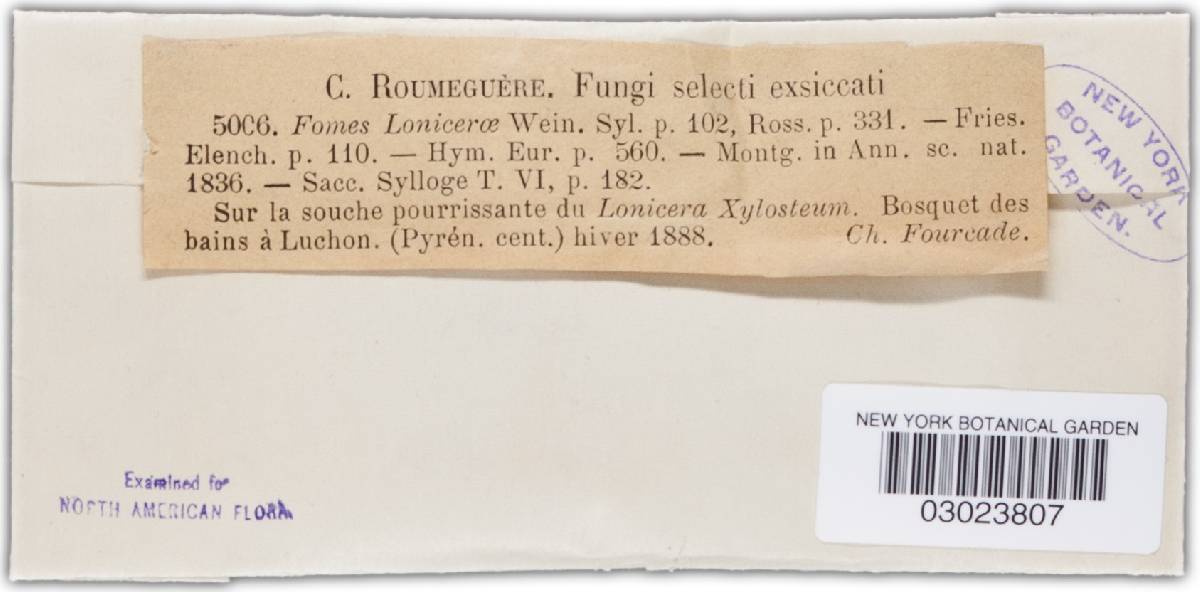 C. ROUMEGUÈRE. Fungi selecti exsiccati
5006. Fomes Loniceræ Wein. Syl. p. 102, Ross. p. 331. — Fries.
Elench. p. 110. — Hym. Eur. p. 560. — Montg. in Ann. sc. nat.
1836. — Sacc. Sylloge T. VI, p. 182.
Sur la souche pourrissante du Lonicera Xylosteum. Bosquet des
bains à Luchon. (Pyrén. cent.) hiver 1888. Ch. Fourcade.
NEW YORK
BOTANICAL
GARDEN.
NEW YORK BOTANICAL GARDEN
03023807
Examined for
NORTH AMERICAN FLORA